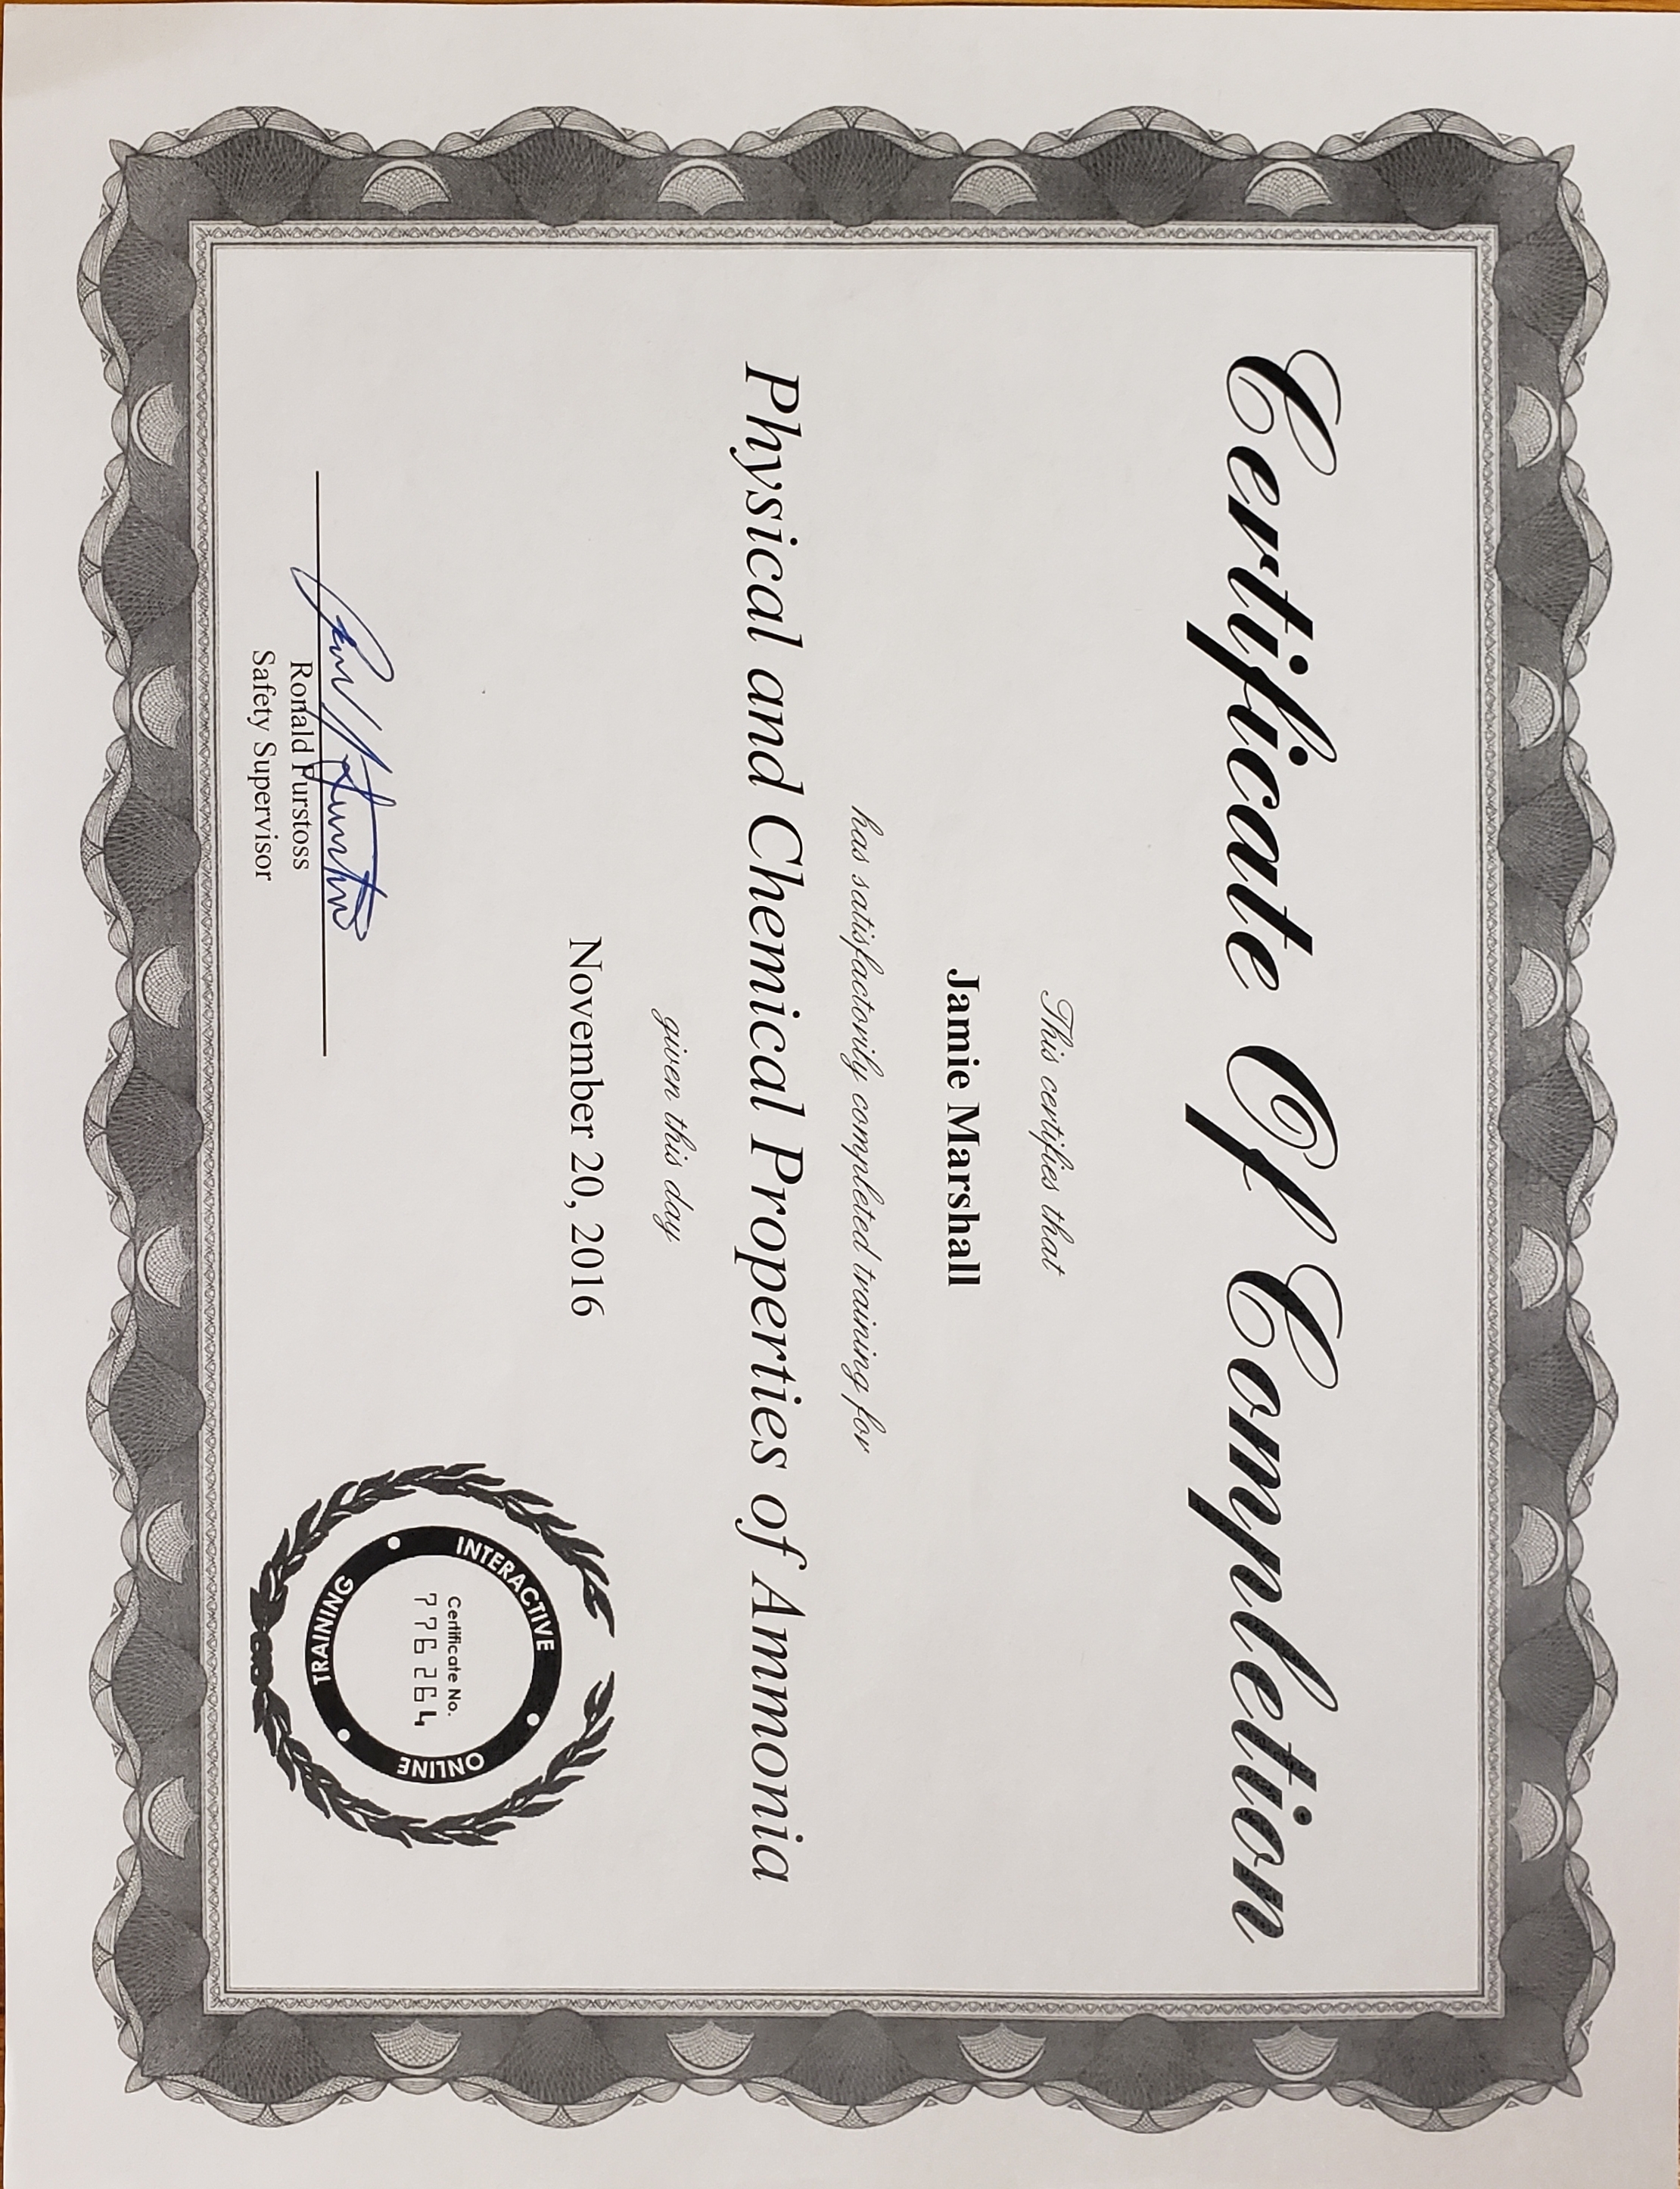 Certificate Of Completion
This certifies that
Jamie Marshall
has satisfactorily completed training for
Physical and Chemical Properties of Ammonia
given this day
November 20, 2016
INTERACTIVE ONLINE TRAINING
Certificate No.
776264
Ronald Furstoss
Safety Supervisor